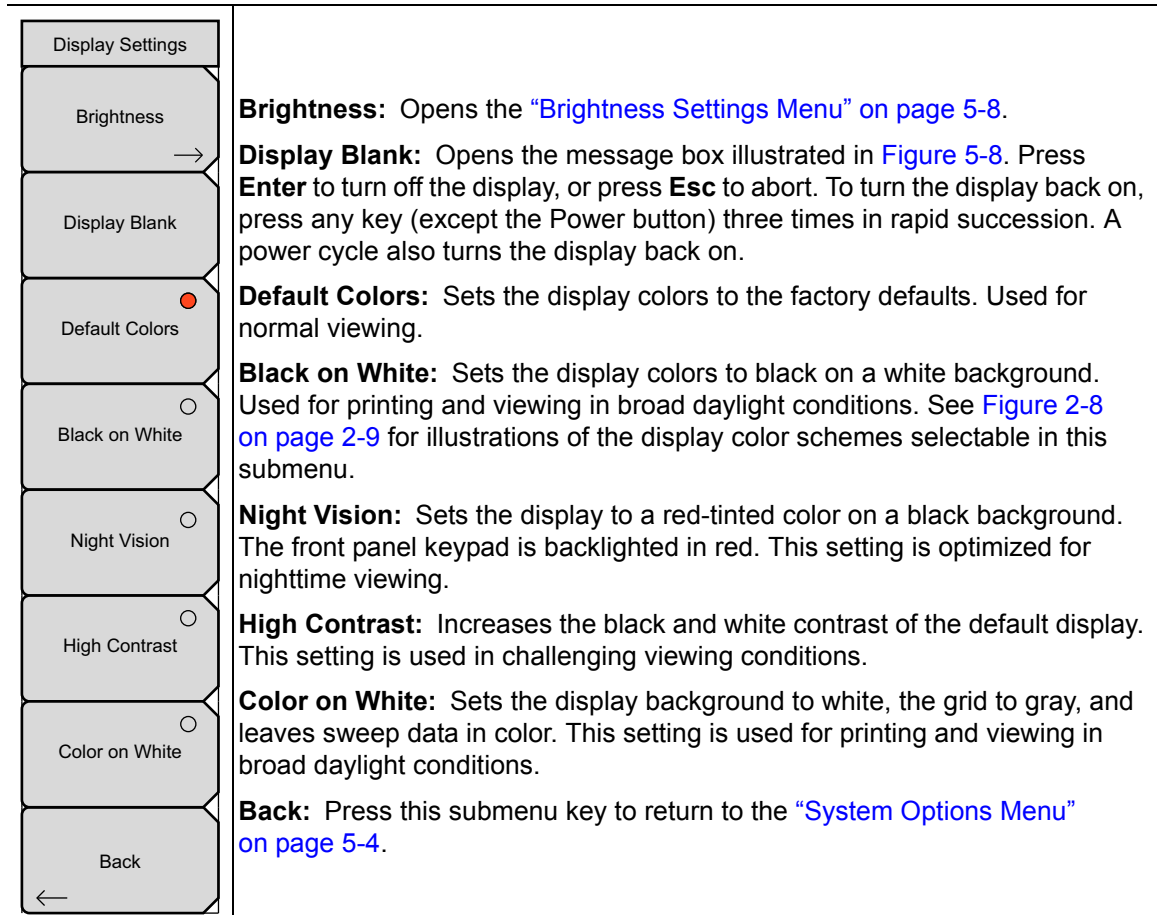 Display Settings
Brightness
Display Blank
Default Colors
Black on White
Night Vision
High Contrast
Color on White
Back
Brightness: Opens the “Brightness Settings Menu” on page 5-8.
Display Blank: Opens the message box illustrated in Figure 5-8. Press
Enter to turn off the display, or press Esc to abort. To turn the display back on,
press any key (except the Power button) three times in rapid succession. A
power cycle also turns the display back on.
Default Colors: Sets the display colors to the factory defaults. Used for
normal viewing.
Black on White: Sets the display colors to black on a white background.
Used for printing and viewing in broad daylight conditions. See Figure 2-8
on page 2-9 for illustrations of the display color schemes selectable in this
submenu.
Night Vision: Sets the display to a red-tinted color on a black background.
The front panel keypad is backlighted in red. This setting is optimized for
nighttime viewing.
High Contrast: Increases the black and white contrast of the default display.
This setting is used in challenging viewing conditions.
Color on White: Sets the display background to white, the grid to gray, and
leaves sweep data in color. This setting is used for printing and viewing in
broad daylight conditions.
Back: Press this submenu key to return to the “System Options Menu”
on page 5-4.